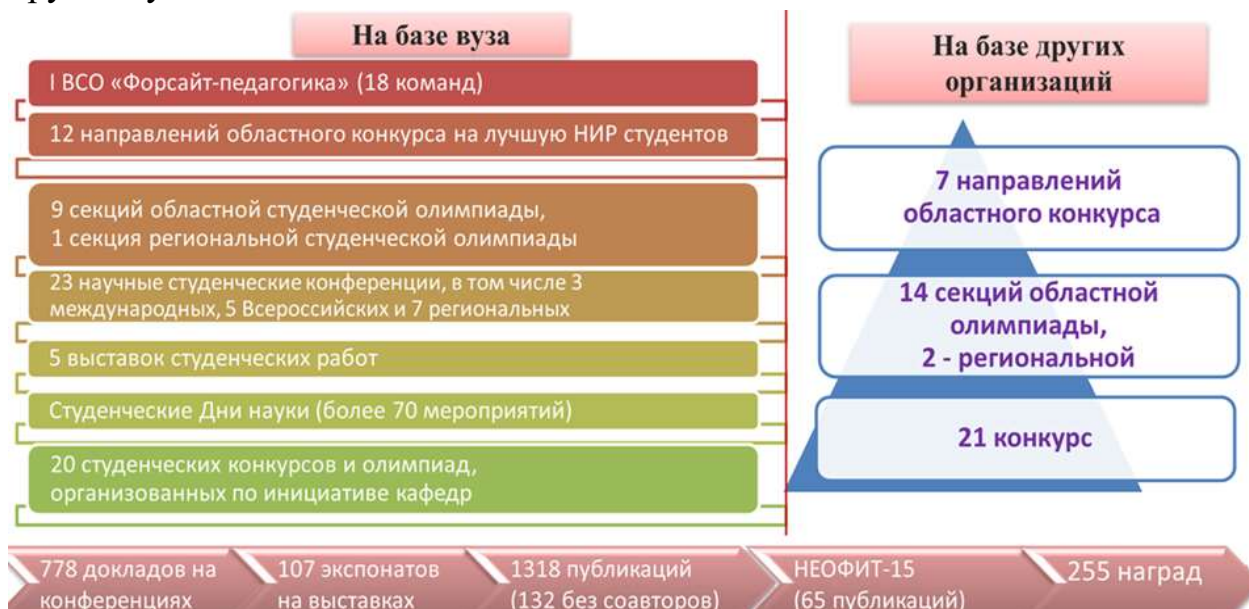 На базе вуза
I ВСО «Форсайт-педагогика» (18 команд)
12 направлений областного конкурса на лучшую НИР студентов
9 секций областной студенческой олимпиады,
1 секция региональной студенческой олимпиады
23 научные студенческие конференции, в том числе 3
международных, 5 Всероссийских и 7 региональных
5 выставок студенческих работ
Студенческие Дни науки (более 70 мероприятий)
20 студенческих конкурсов и олимпиад,
организованных по инициативе кафедр
На базе других
организаций
7 направлений
областного конкурса
14 секций областной
олимпиады,
2 - региональной
21 конкурс
778 докладов на
конференциях
107 экспонатов
на выставках
1318 публикаций
(132 без соавторов)
НЕОФИТ-15
(65 публикаций)
255 наград